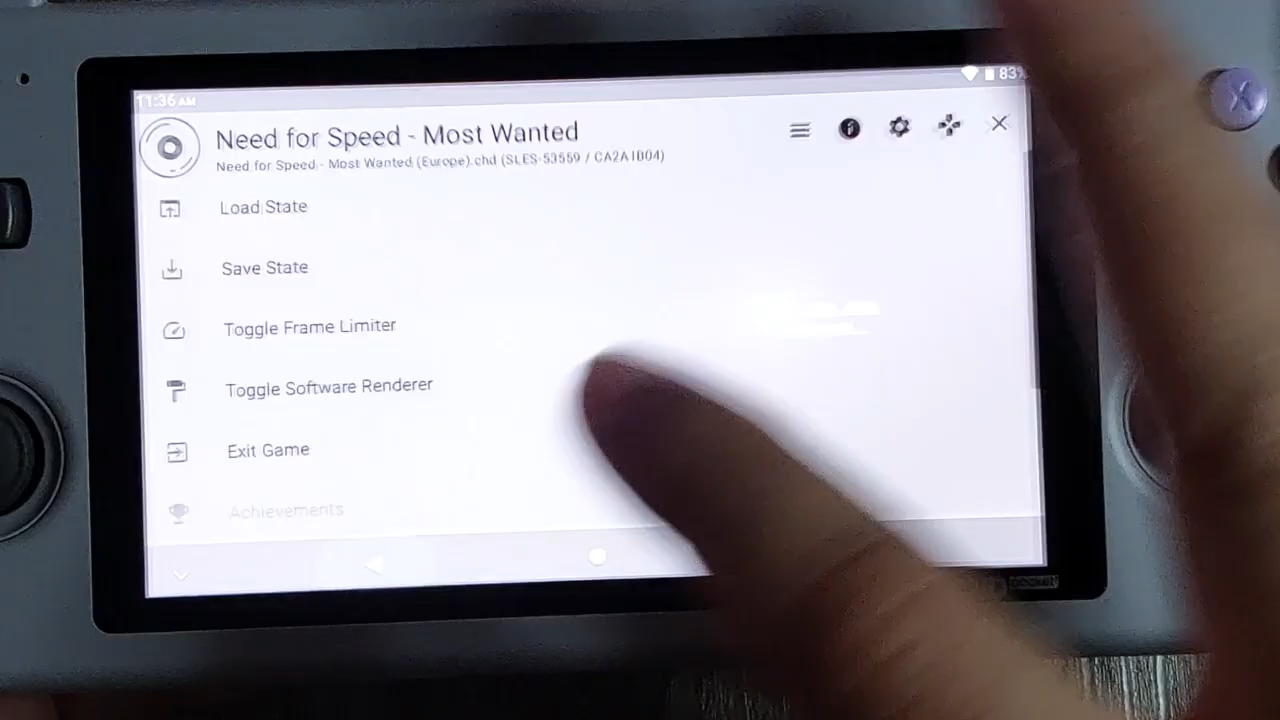 11:36 AM
83%
Need for Speed - Most Wanted
Need for Speed - Most Wanted (Europe).chd (SLES-53559 / CA2A1B04)
Load State
Save State
Toggle Frame Limiter
Toggle Software Renderer
Exit Game
Achievements
X